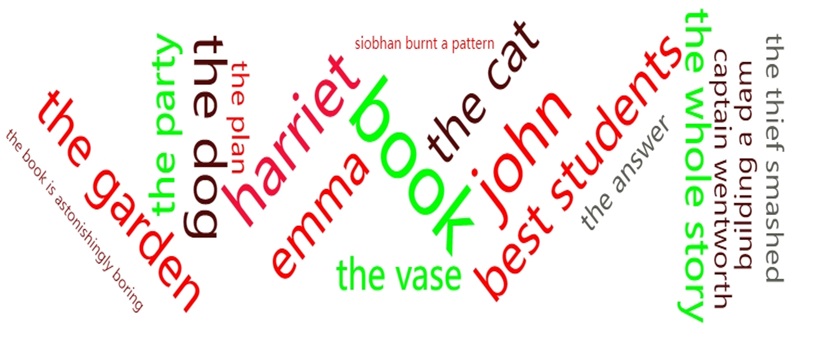 the garden
the book is astonishingly boring
the party
the dog
the plan
harriet
emma
siobhan burnt a pattern
book
the vase
the cat
john
best students
the answer
the whole story
captain wentworth
building a dam
the thief smashed